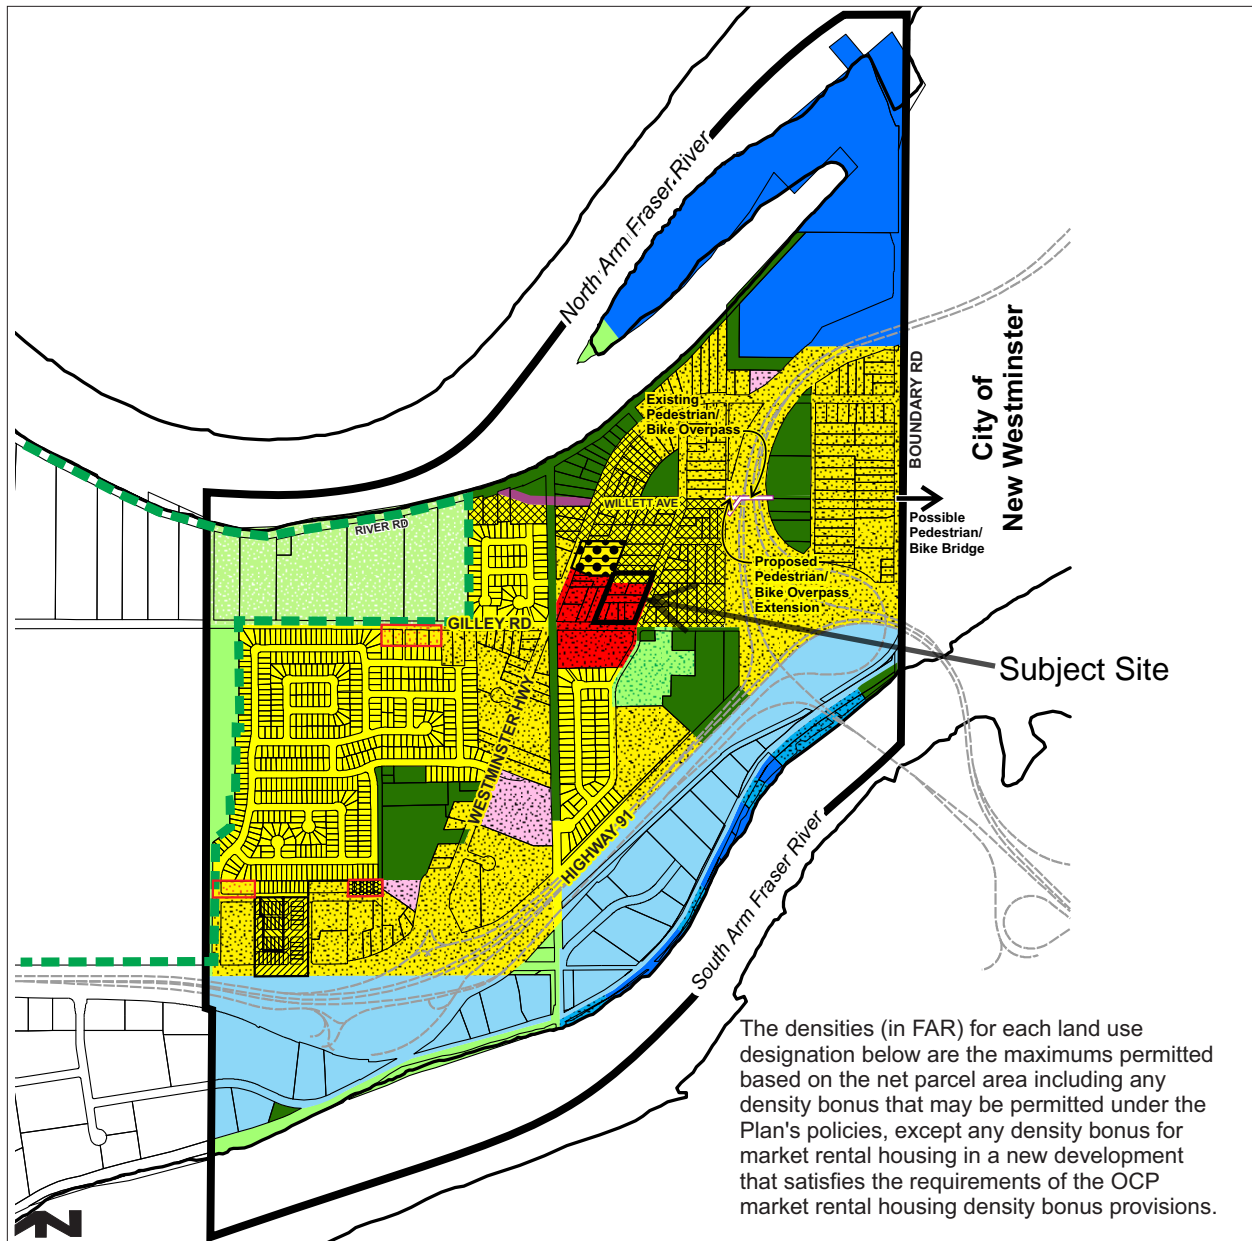 North Arm Fraser River
Existing
Pedestrian/
Bike Overpass
BOUNDARY RD
City of
New Westminster
WILLETT AVE
Possible
Pedestrian/
Bike Bridge
RIVER RD
Proposed
Pedestrian/
Bike Overpass
Extension
GILLEY RD
Subject Site
WESTMINSTER HWY
HIGHWAY 91
South Arm Fraser River
The densities (in FAR) for each land use
designation below are the maximums permitted
based on the net parcel area including any
density bonus that may be permitted under the
Plan's policies, except any density bonus for
market rental housing in a new development
that satisfies the requirements of the OCP
market rental housing density bonus provisions.
N